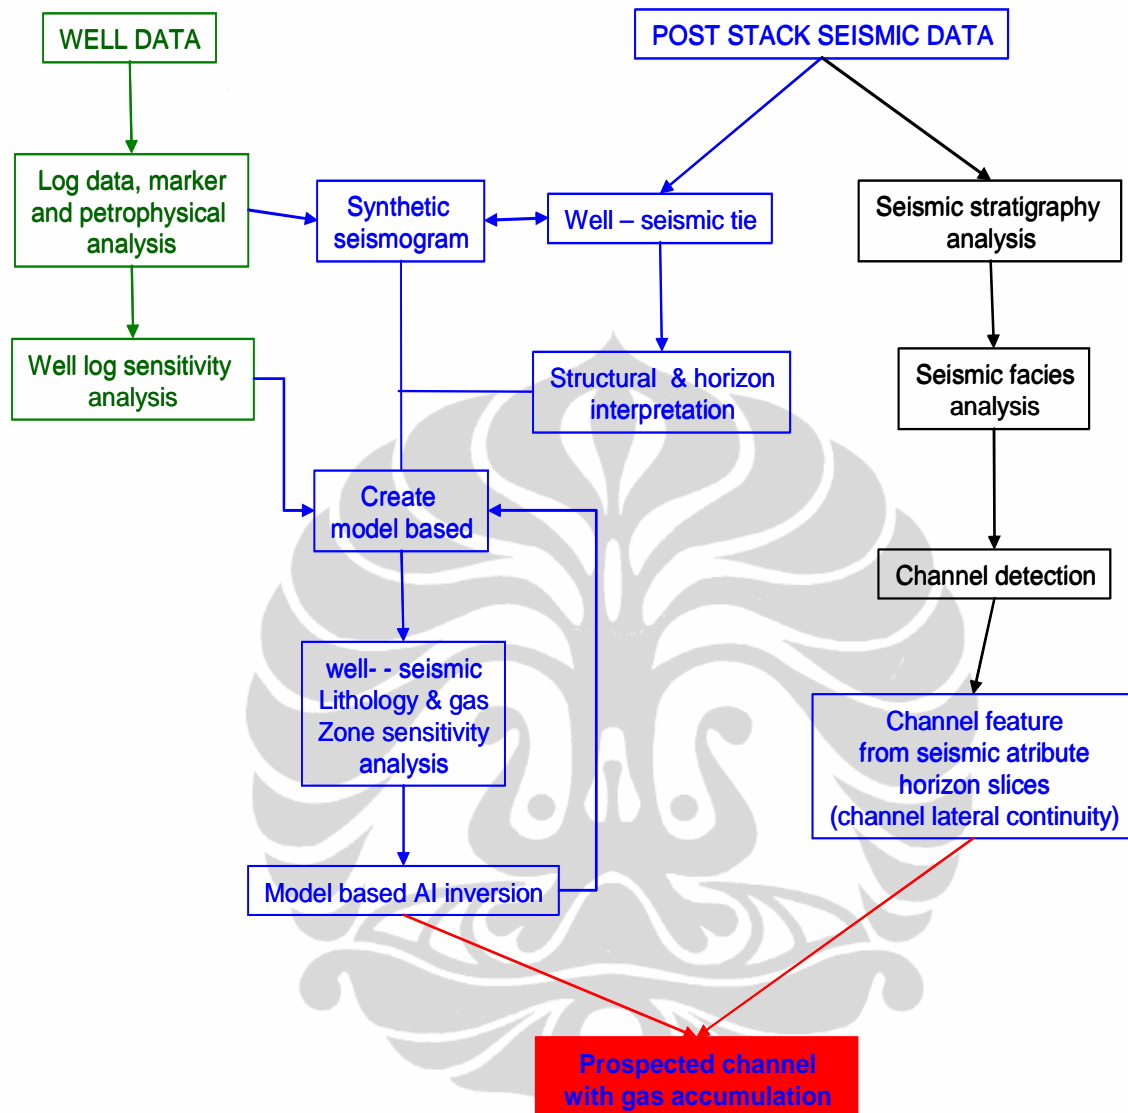 WELL DATA
POST STACK SEISMIC DATA
Log data, marker
and petrophysical
analysis
Synthetic
seismogram
Well – seismic tie
Seismic stratigraphy
analysis
Well log sensitivity
analysis
Structural & horizon
interpretation
Seismic facies
analysis
Create
model based
Channel detection
well- - seismic
Lithology & gas
Zone sensitivity
analysis
Channel feature
from seismic atribute
horizon slices
(channel lateral continuity)
Model based AI inversion
Prospected channel
with gas accumulation